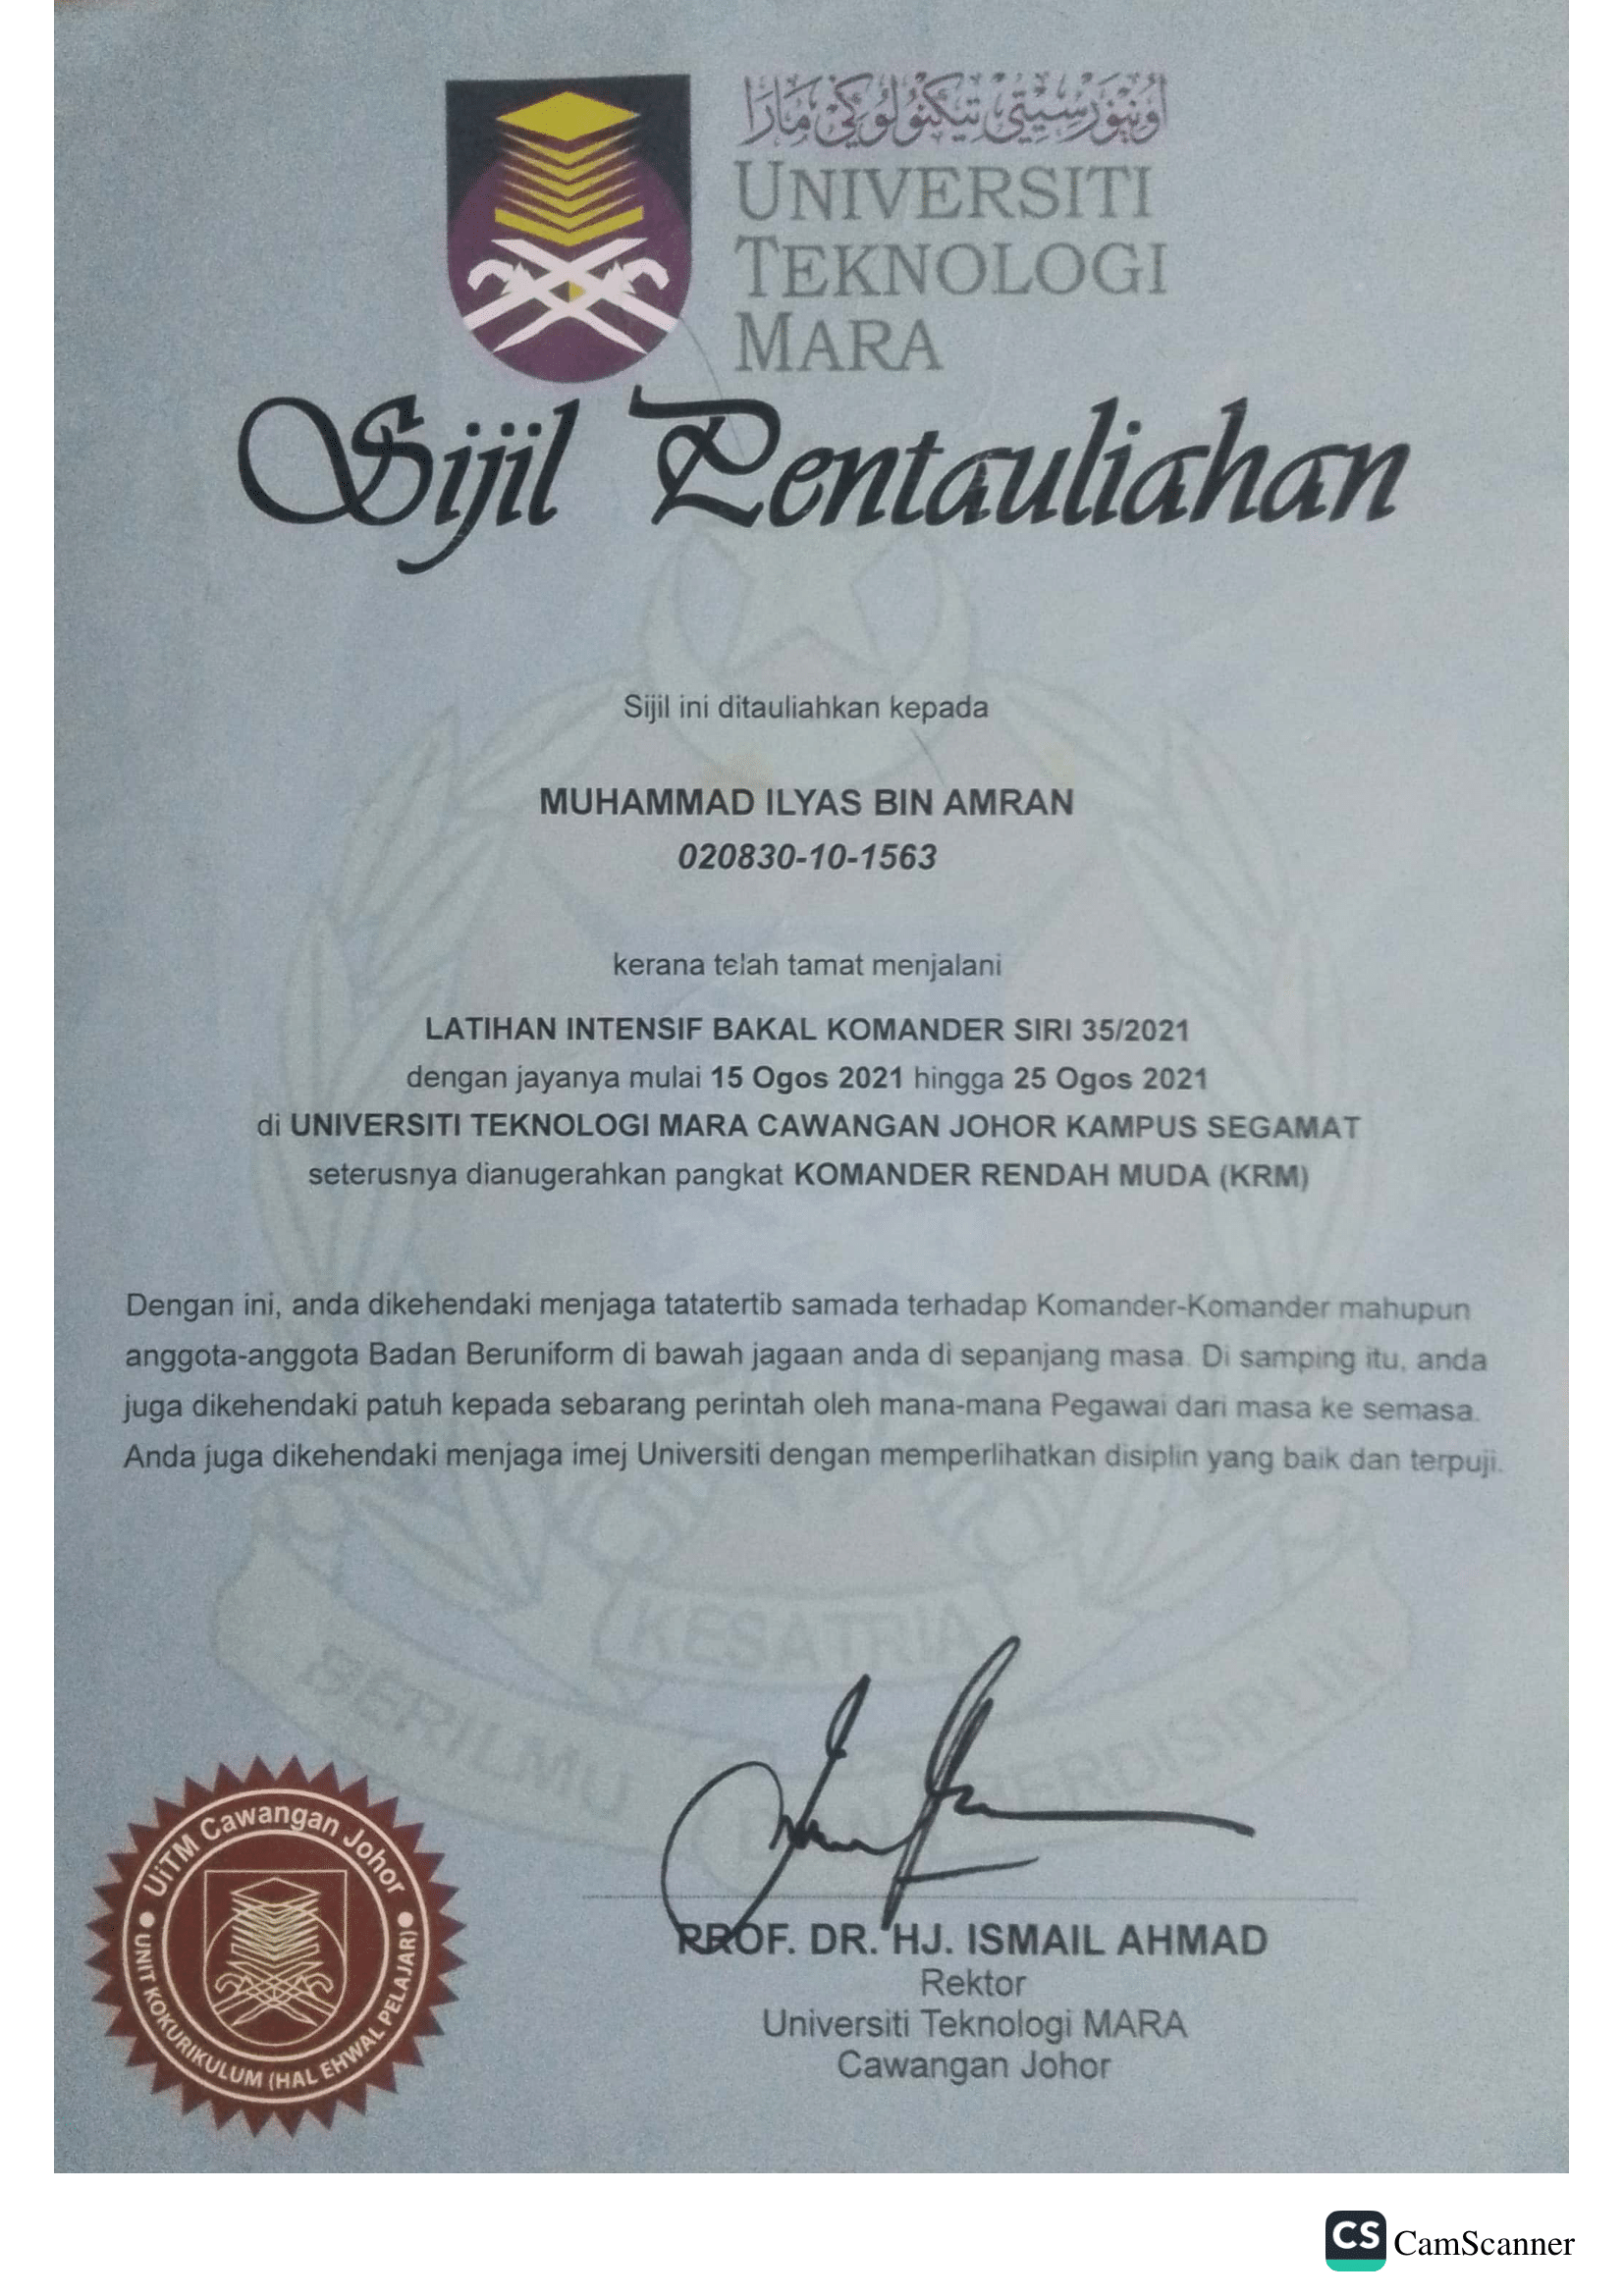 اونيۏرسيتي تيكنولوݢي مارا
UNIVERSITI
TEKNOLOGI
MARA
Sijil Pentauliahan
Sijil ini ditauliahkan kepada
MUHAMMAD ILYAS BIN AMRAN
020830-10-1563
kerana telah tamat menjalani
LATIHAN INTENSIF BAKAL KOMANDER SIRI 35/2021
dengan jayanya mulai 15 Ogos 2021 hingga 25 Ogos 2021
di UNIVERSITI TEKNOLOGI MARA CAWANGAN JOHOR KAMPUS SEGAMAT
seterusnya dianugerahkan pangkat KOMANDER RENDAH MUDA (KRM)
Dengan ini, anda dikehendaki menjaga tatatertib samada terhadap Komander-Komander mahupun
anggota-anggota Badan Beruniform di bawah jagaan anda di sepanjang masa. Di samping itu, anda
juga dikehendaki patuh kepada sebarang perintah oleh mana-mana Pegawai dari masa ke semasa.
Anda juga dikehendaki menjaga imej Universiti dengan memperlihatkan disiplin yang baik dan terpuji.
KESATRIA
BERILMU DAN BERDISIPLIN
UiTM Cawangan Johor
UNIT KOKURIKULUM (HAL EHWAL PELAJAR)
PROF. DR. HJ. ISMAIL AHMAD
Rektor
Universiti Teknologi MARA
Cawangan Johor
CS CamScanner